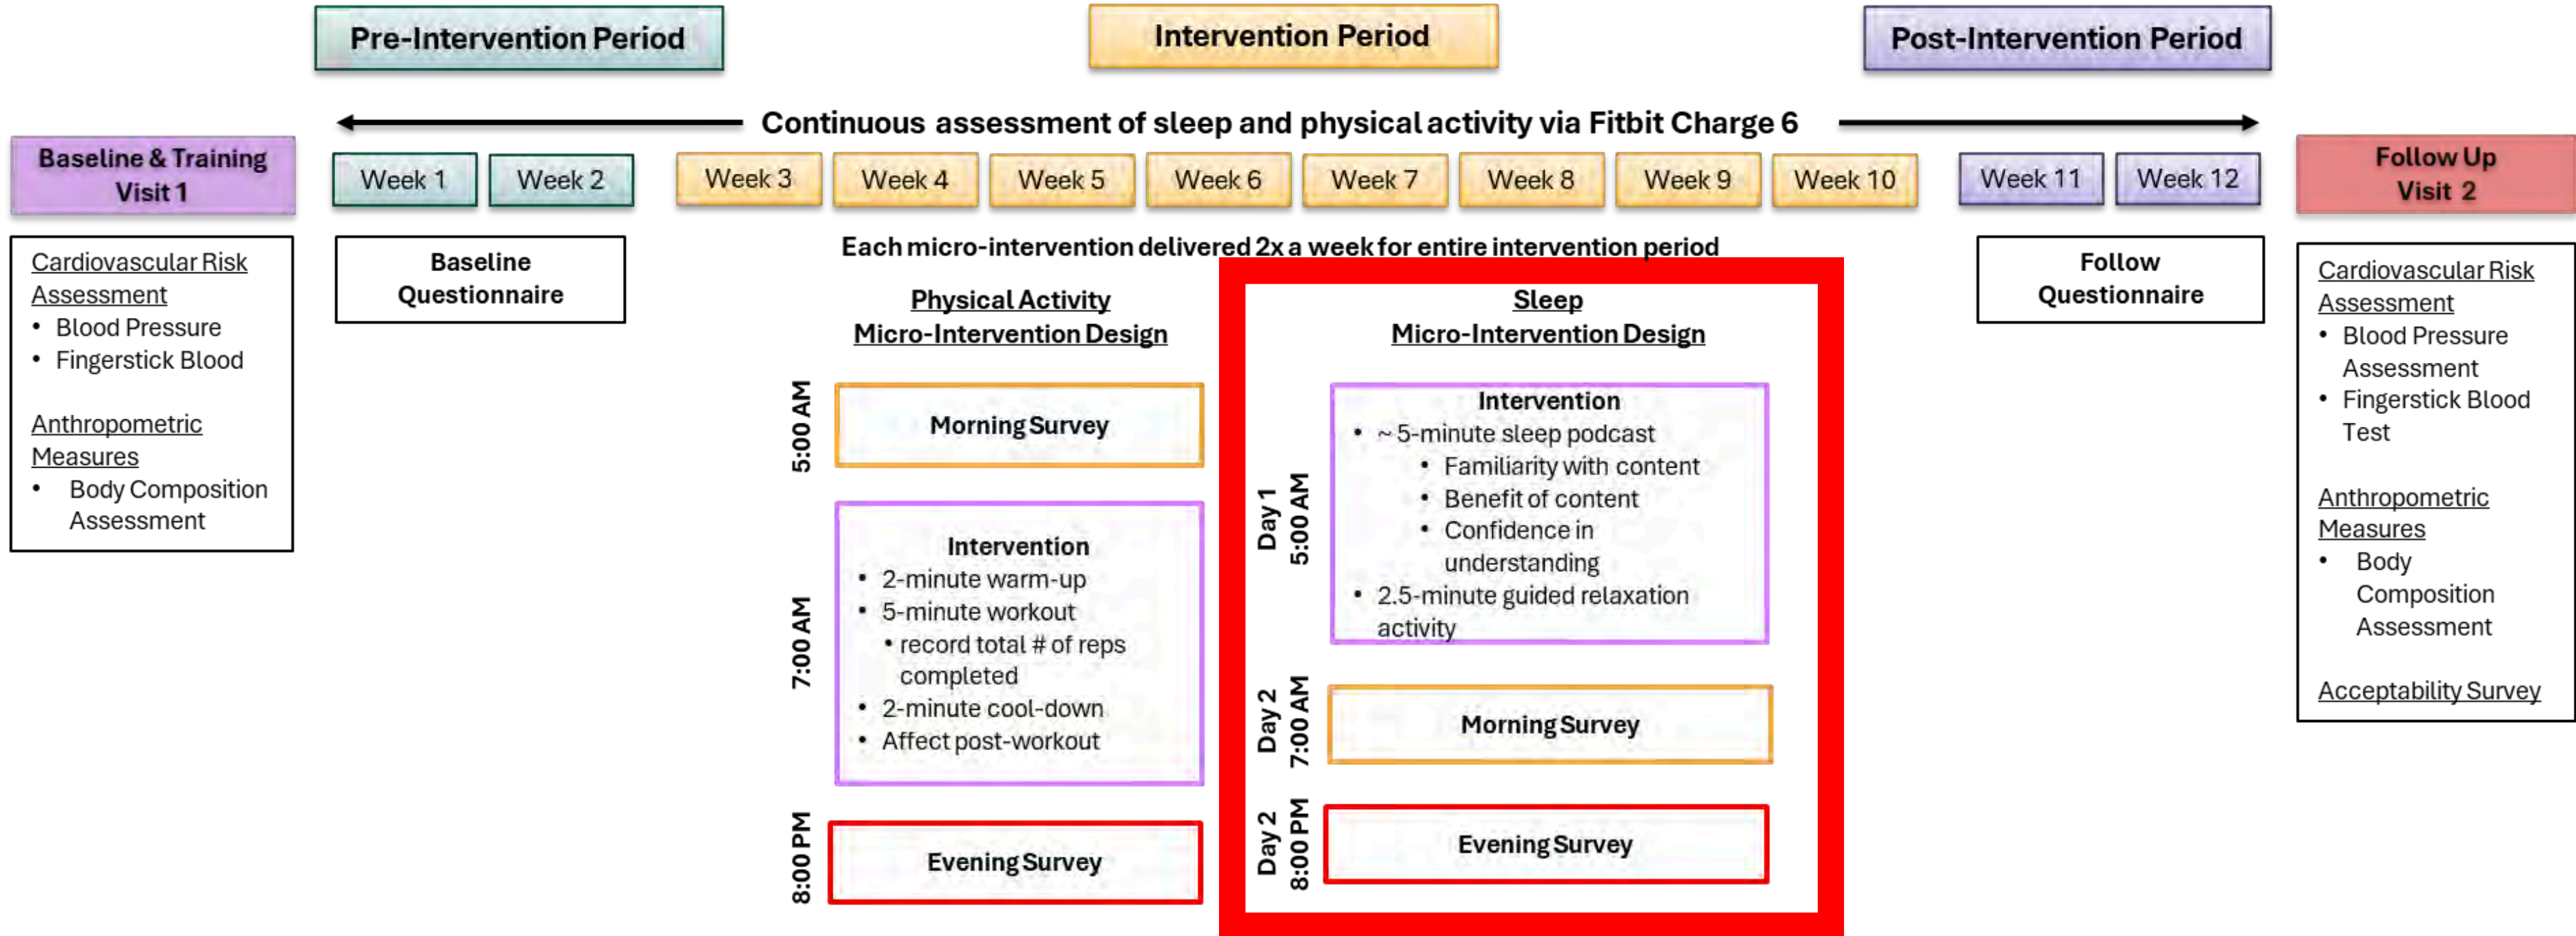 Pre-Intervention Period
Intervention Period
Post-Intervention Period
Continuous assessment of sleep and physical activity via Fitbit Charge 6
Baseline & Training
Visit 1
Week 1
Week 2
Week 3
Week 4
Week 5
Week 6
Week 7
Week 8
Week 9
Week 10
Week 11
Week 12
Follow Up
Visit 2
Cardiovascular Risk
Assessment
• Blood Pressure
• Fingerstick Blood
Anthropometric
Measures
• Body Composition
Assessment
Baseline
Questionnaire
Each micro-intervention delivered 2x a week for entire intervention period
Physical Activity
Micro-Intervention Design
5:00 AM
Morning Survey
7:00 AM
Intervention
• 2-minute warm-up
• 5-minute workout
• record total # of reps
completed
• 2-minute cool-down
• Affect post-workout
8:00 PM
Evening Survey
Sleep
Micro-Intervention Design
Day 1
5:00 AM
Intervention
• ~ 5-minute sleep podcast
• Familiarity with content
• Benefit of content
• Confidence in
understanding
• 2.5-minute guided relaxation
activity
Day 2
7:00 AM
Morning Survey
Day 2
8:00 PM
Evening Survey
Follow
Questionnaire
Cardiovascular Risk
Assessment
• Blood Pressure
Assessment
• Fingerstick Blood
Test
Anthropometric
Measures
• Body
Composition
Assessment
Acceptability Survey